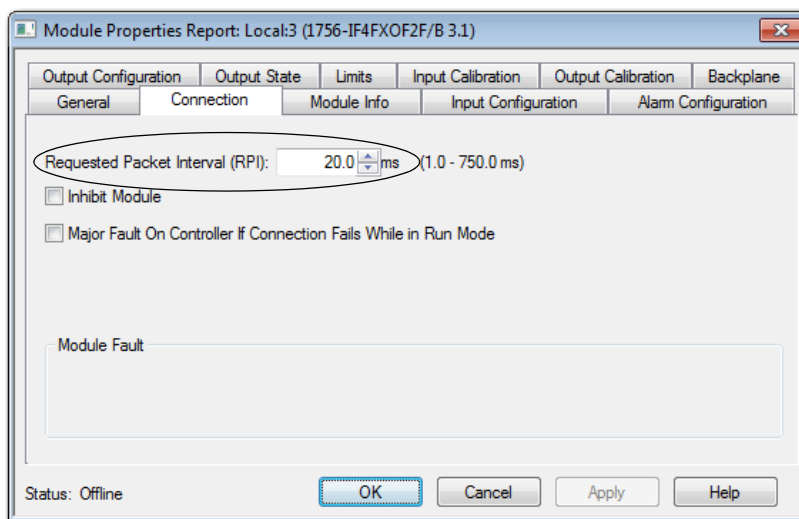 Module Properties Report: Local:3 (1756-IF4FXOF2F/B 3.1)
Output Configuration Output State Limits Input Calibration Output Calibration Backplane
General Connection Module Info Input Configuration Alarm Configuration
Requested Packet Interval (RPI): 20.0 ms (1.0 - 750.0 ms)
Inhibit Module
Major Fault On Controller If Connection Fails While in Run Mode
Module Fault
Status: Offline OK Cancel Apply Help